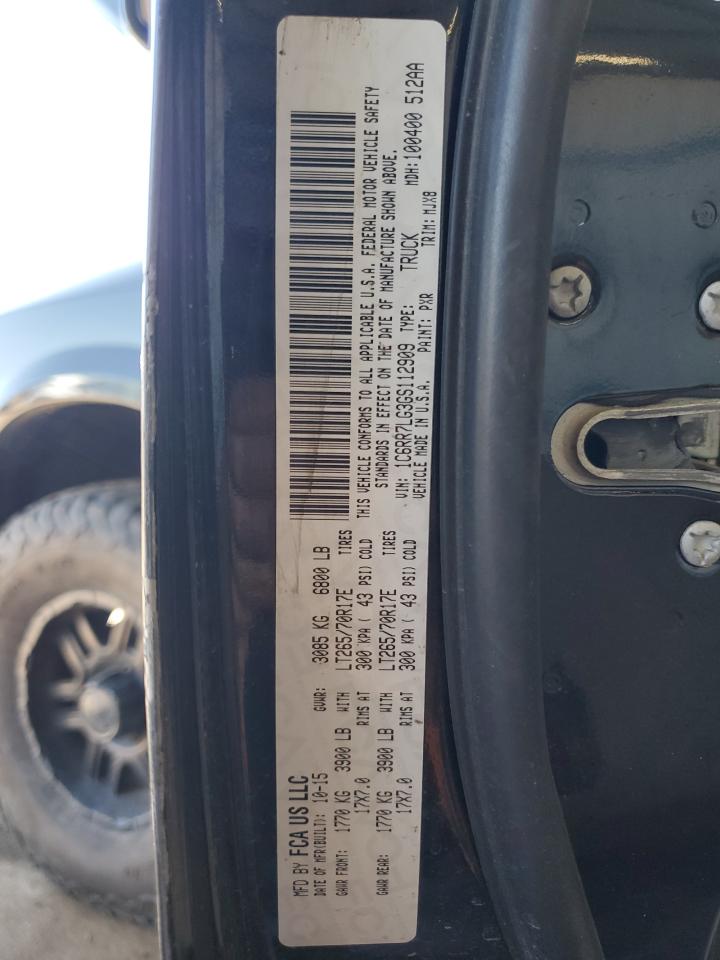 MFD BY FCA US LLC
DATE OF MFR(BUILT): 10-15 GVWR: 3085 KG 6800 LB
GAWR FRONT: 1770 KG 3900 LB WITH LT265/70R17E TIRES
17X7.0 RIMS AT 300 KPA ( 43 PSI) COLD
GAWR REAR: 1770 KG 3900 LB WITH LT265/70R17E TIRES
17X7.0 RIMS AT 300 KPA ( 43 PSI) COLD
THIS VEHICLE CONFORMS TO ALL APPLICABLE U.S.A. FEDERAL MOTOR VEHICLE SAFETY
STANDARDS IN EFFECT ON THE DATE OF MANUFACTURE SHOWN ABOVE.
VIN: 1C6RR7LG3GS112909 TYPE: TRUCK MDH:100400 512AA
VEHICLE MADE IN U.S.A. PAINT: PXR TRIM: MJX8